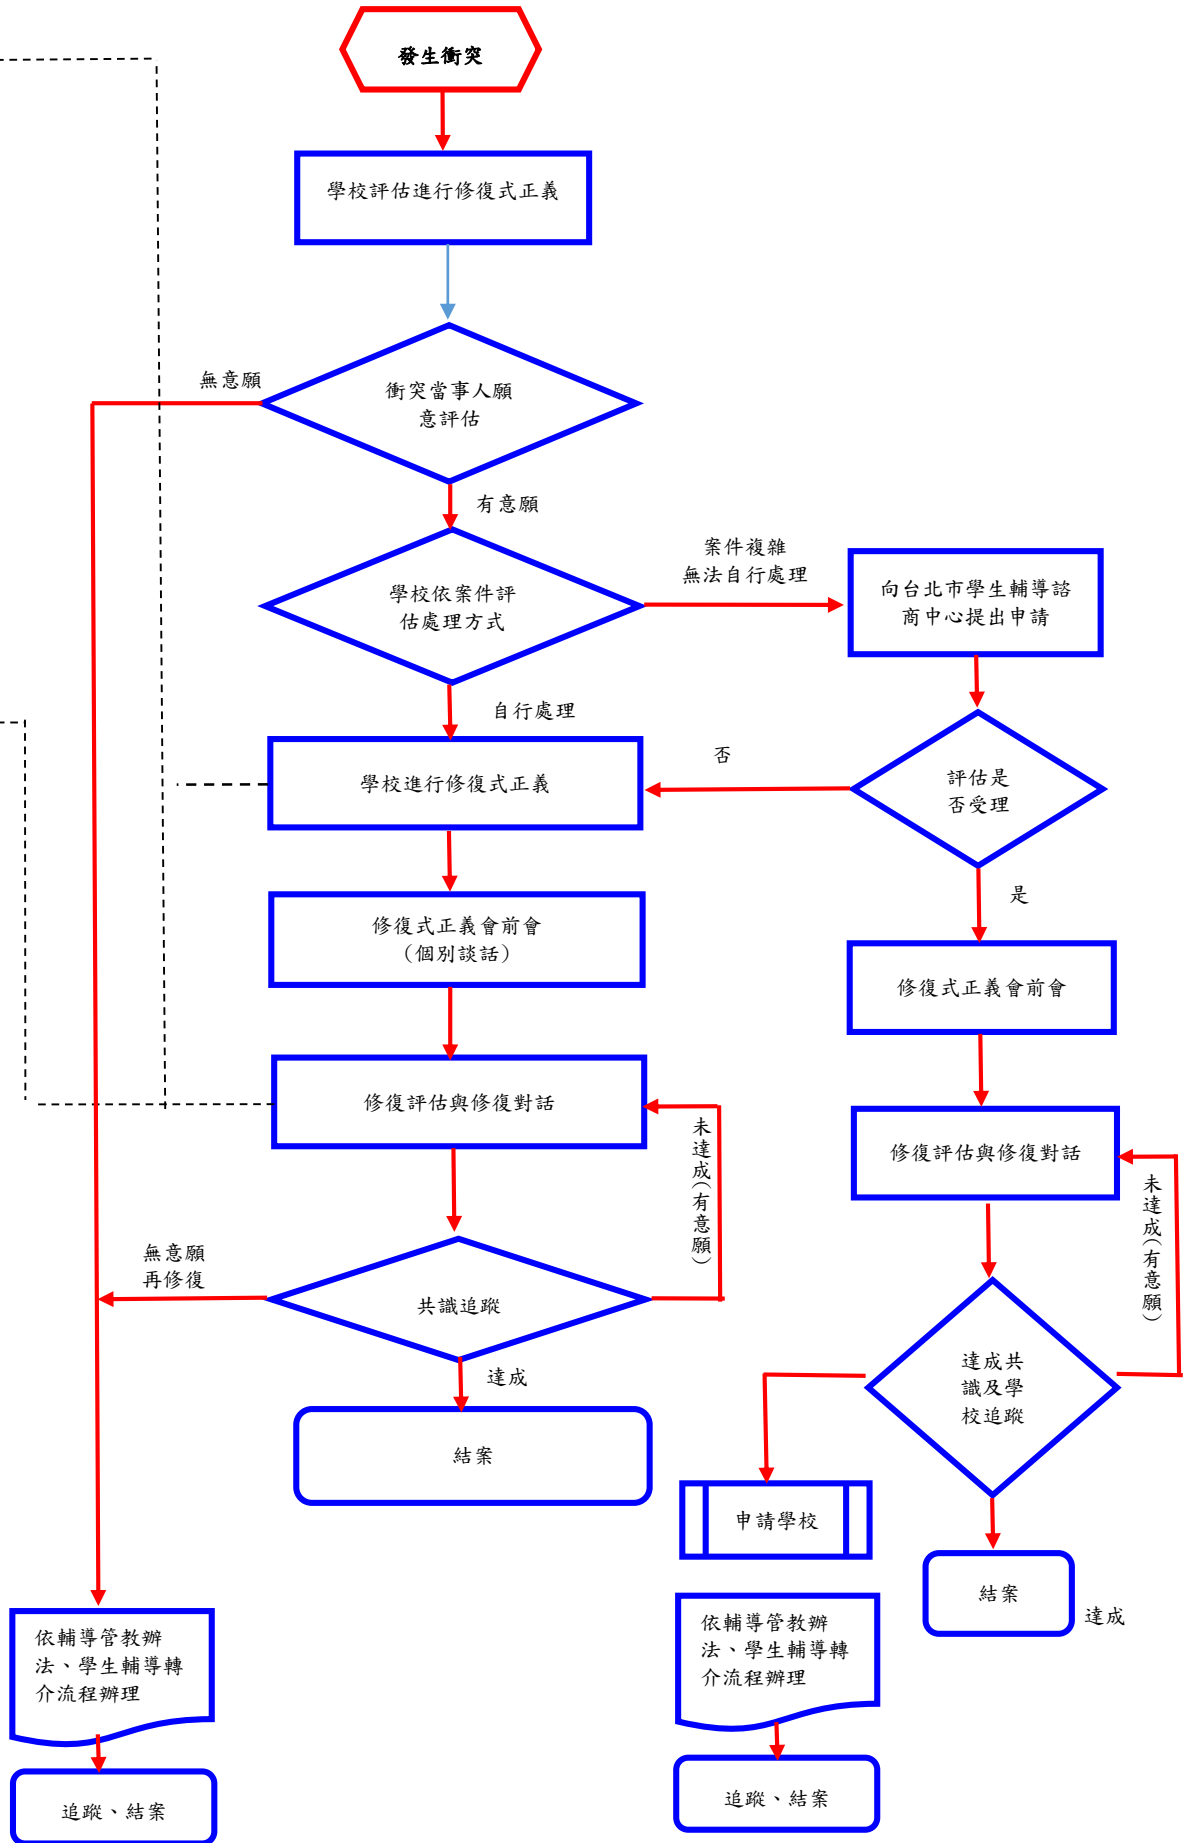 發生衝突
學校評估進行修復式正義
無意願
衝突當事人願
意評估
有意願
案件複雜
無法自行處理
學校依案件評
估處理方式
向台北市學生輔導諮
商中心提出申請
自行處理
否
學校進行修復式正義
評估是
否受理
是
修復式正義會前會
（個別談話）
修復式正義會前會
修復評估與修復對話
未達成(有意願)
修復評估與修復對話
未達成(有意願)
無意願
再修復
共識追蹤
達成
達成共
識及學
校追蹤
結案
申請學校
結案
達成
依輔導管教辦
法、學生輔導轉
介流程辦理
依輔導管教辦
法、學生輔導轉
介流程辦理
追蹤、結案
追蹤、結案